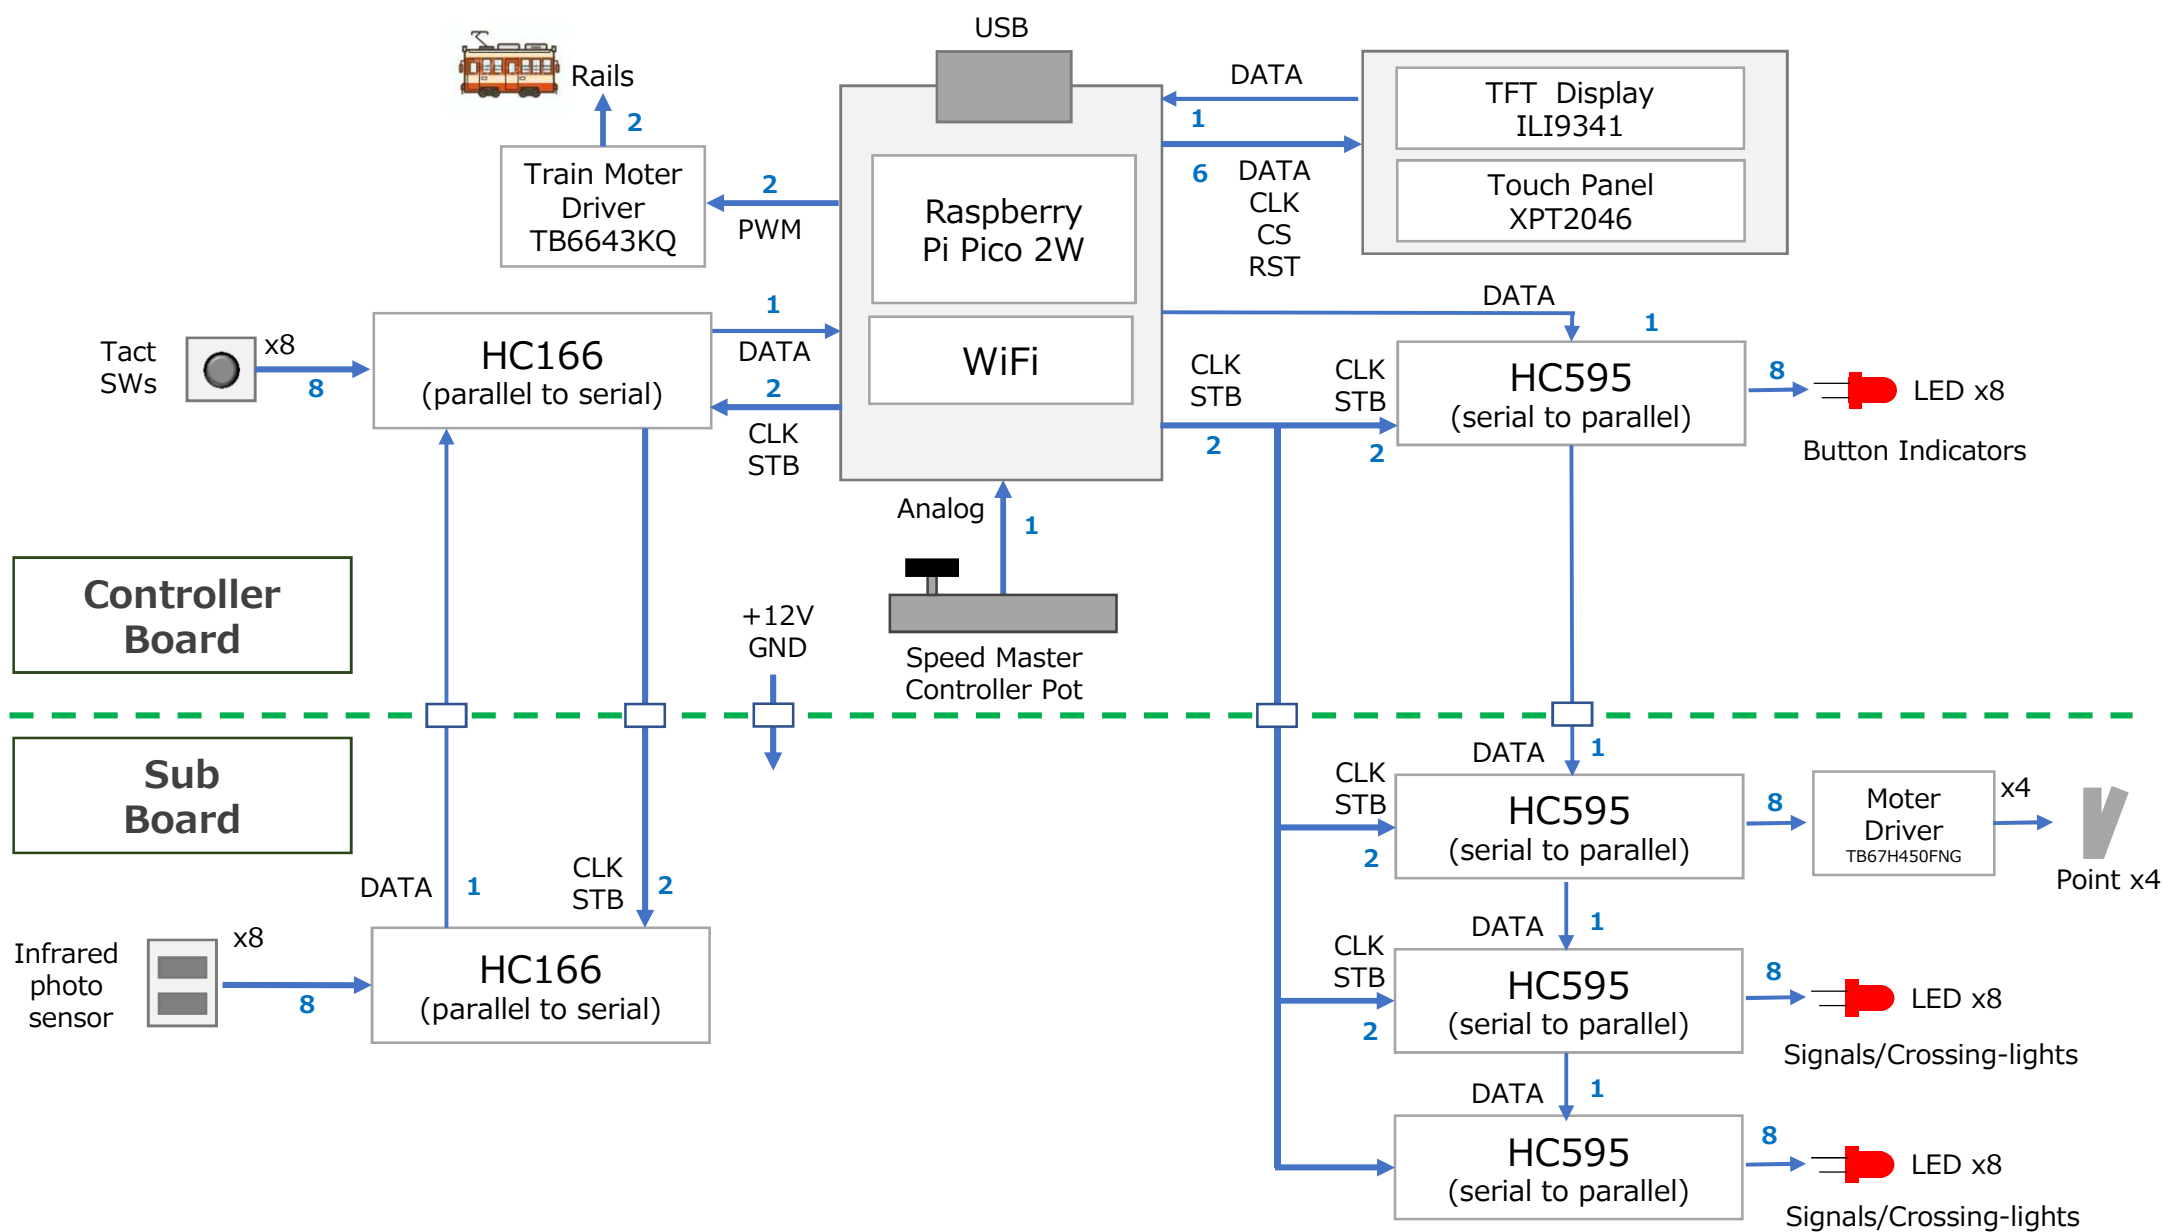 USB
Rails
2
Train Moter
Driver
TB6643KQ
2
PWM
Raspberry
Pi Pico 2W
WiFi
DATA
1
6
DATA
CLK
CS
RST
TFT  Display
ILI9341
Touch Panel
XPT2046
Tact
SWs
x8
8
HC166
(parallel to serial)
1
DATA
2
CLK
STB
DATA
1
CLK
STB
2
CLK
STB
2
HC595
(serial to parallel)
8
LED x8
Button Indicators
Analog
1
Speed Master
Controller Pot
Controller
Board
+12V
GND
Sub
Board
DATA
1
CLK
STB
2
Infrared
photo
sensor
x8
8
HC166
(parallel to serial)
DATA
1
CLK
STB
2
HC595
(serial to parallel)
8
Moter
Driver
TB67H450FNG
x4
Point x4
DATA
1
CLK
STB
2
HC595
(serial to parallel)
8
LED x8
Signals/Crossing-lights
DATA
1
HC595
(serial to parallel)
8
LED x8
Signals/Crossing-lights